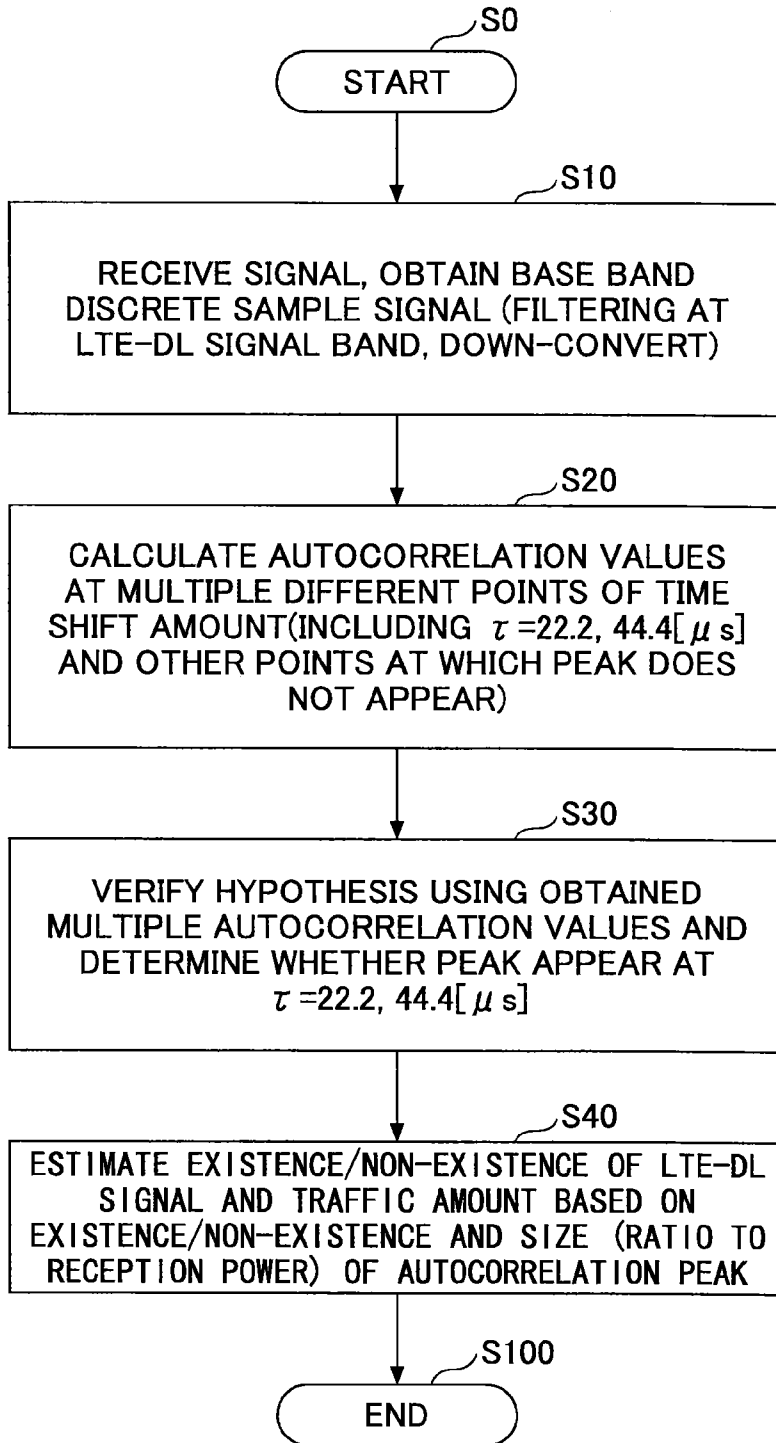 S0
START
S10
RECEIVE SIGNAL, OBTAIN BASE BAND
DISCRETE SAMPLE SIGNAL (FILTERING AT
LTE-DL SIGNAL BAND, DOWN-CONVERT)
S20
CALCULATE AUTOCORRELATION VALUES
AT MULTIPLE DIFFERENT POINTS OF TIME
SHIFT AMOUNT(INCLUDING τ=22.2, 44.4[μs]
AND OTHER POINTS AT WHICH PEAK DOES
NOT APPEAR)
S30
VERIFY HYPOTHESIS USING OBTAINED
MULTIPLE AUTOCORRELATION VALUES AND
DETERMINE WHETHER PEAK APPEAR AT
τ=22.2, 44.4[μs]
S40
ESTIMATE EXISTENCE/NON-EXISTENCE OF LTE-DL
SIGNAL AND TRAFFIC AMOUNT BASED ON
EXISTENCE/NON-EXISTENCE AND SIZE (RATIO TO
RECEPTION POWER) OF AUTOCORRELATION PEAK
S100
END